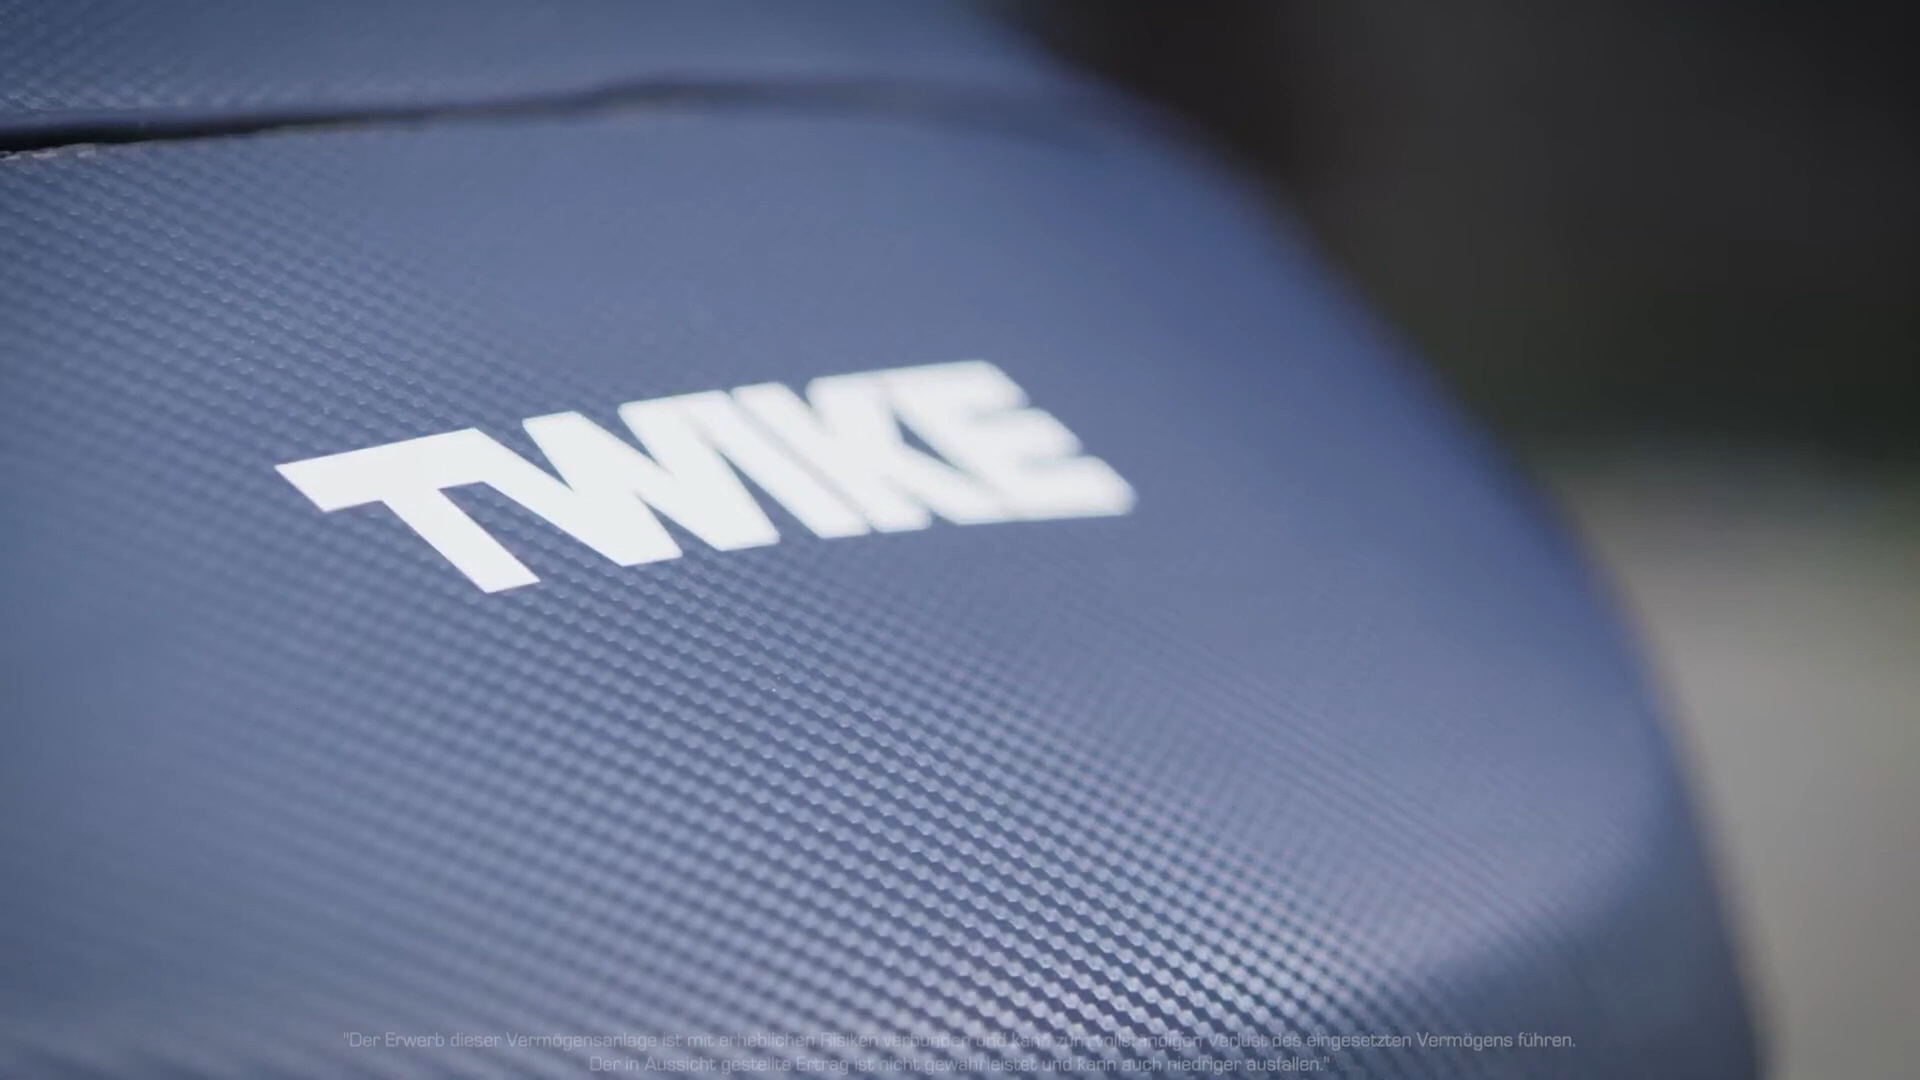 TWIKE
"Der Erwerb dieser Vermögensanlage ist mit erheblichen Risiken verbunden und kann zum vollständigen Verlust des eingesetzten Vermögens führen.
Der in Aussicht gestellte Ertrag ist nicht gewährleistet und kann auch niedriger ausfallen."